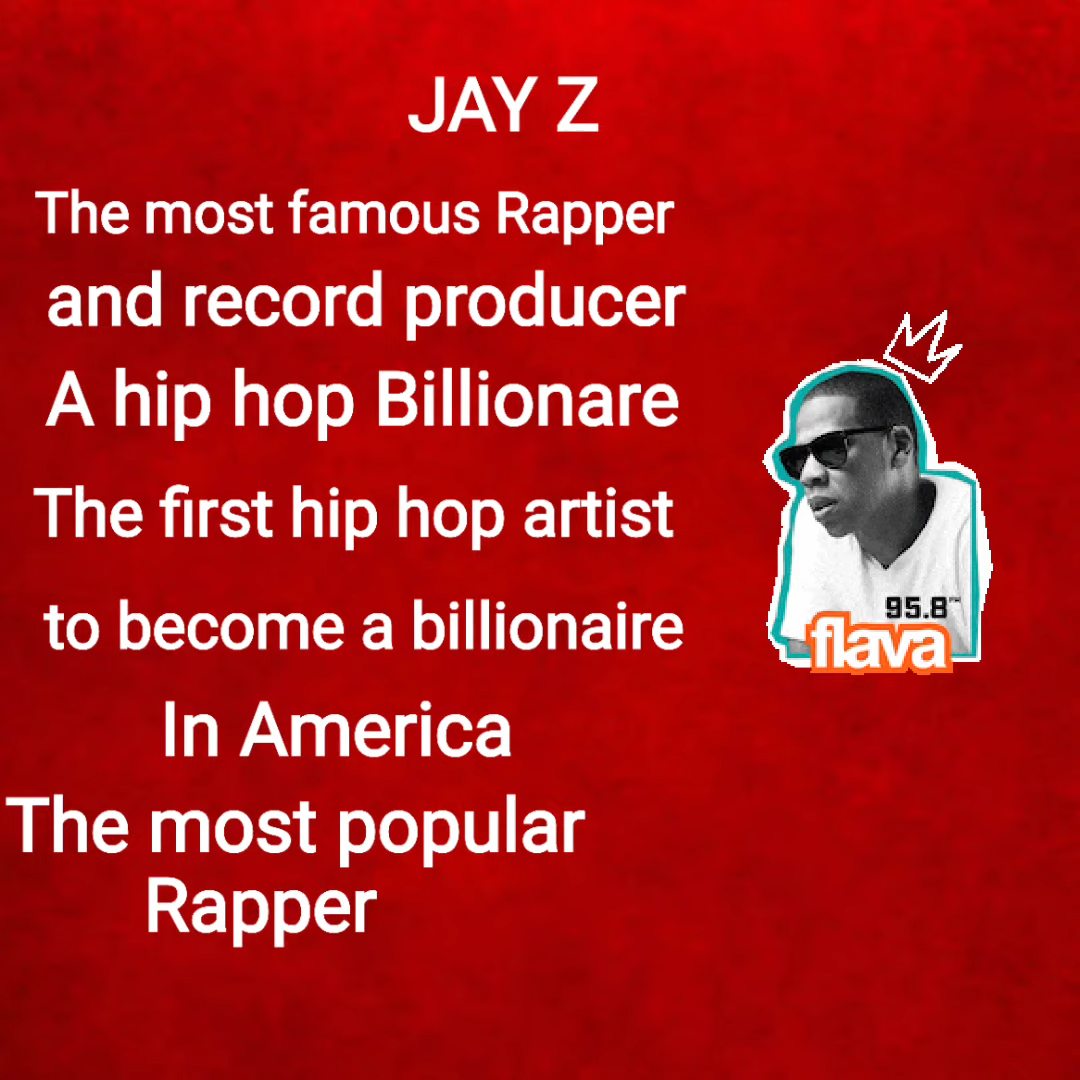 JAY Z
The most famous Rapper
and record producer
A hip hop Billionare
The first hip hop artist
to become a billionaire
In America
The most popular
Rapper
95.8™
flava